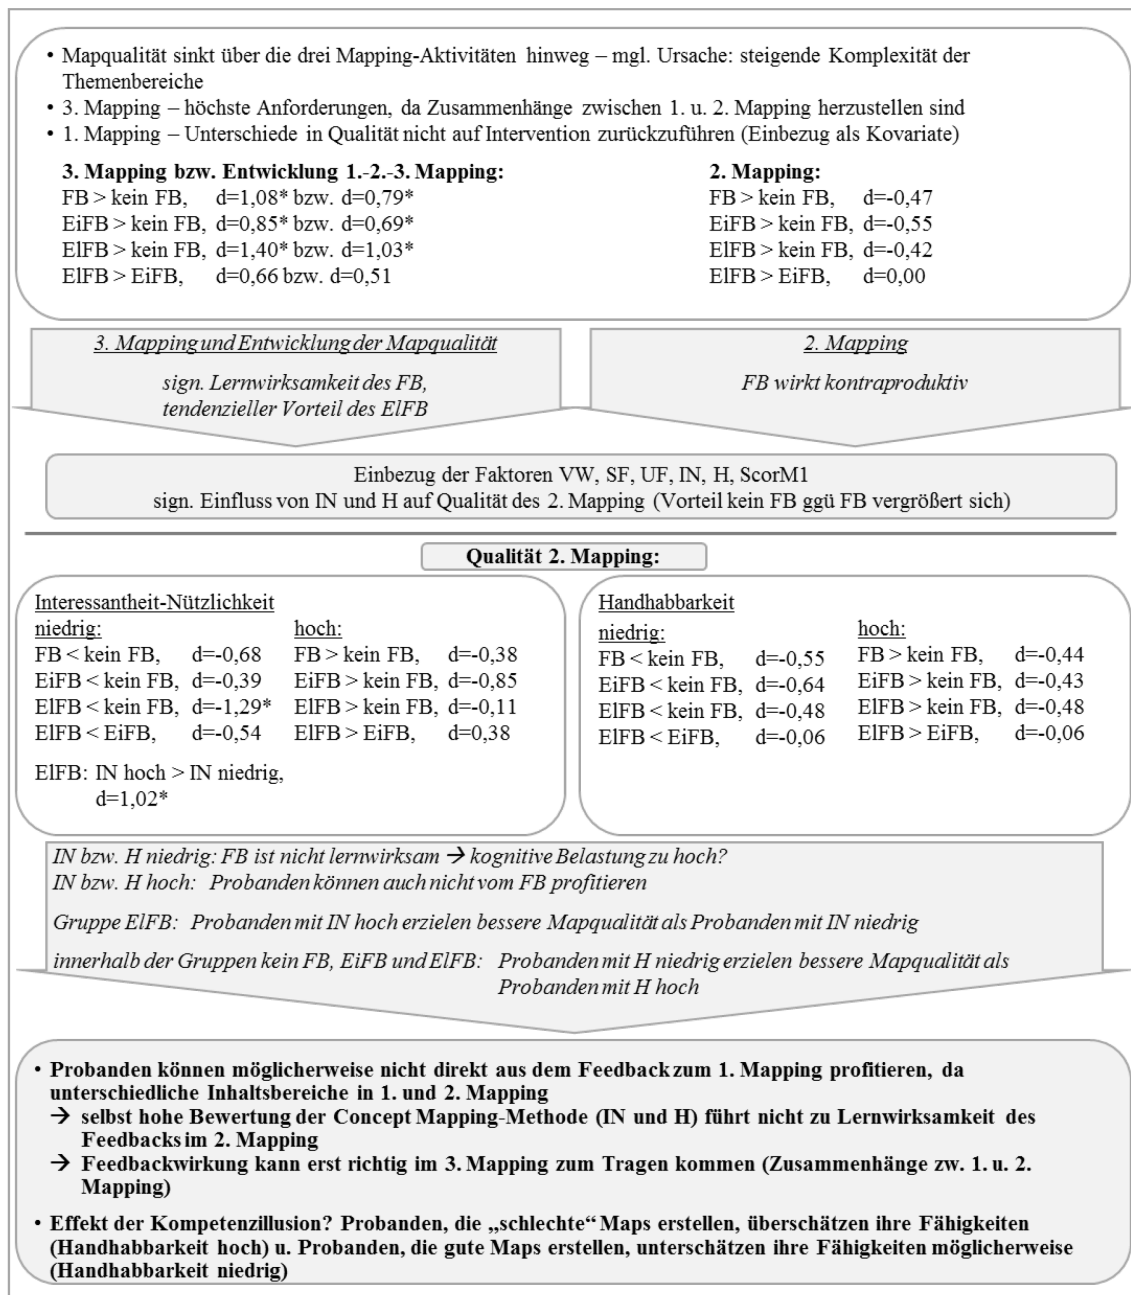 • Mapqualität sinkt über die drei Mapping-Aktivitäten hinweg – mgl. Ursache: steigende Komplexität der
Themenbereiche
• 3. Mapping – höchste Anforderungen, da Zusammenhänge zwischen 1. u. 2. Mapping herzustellen sind
• 1. Mapping – Unterschiede in Qualität nicht auf Intervention zurückzuführen (Einbezug als Kovariate)
3. Mapping bzw. Entwicklung 1.-2.-3. Mapping:
FB > kein FB, d=1,08* bzw. d=0,79*
EiFB > kein FB, d=0,85* bzw. d=0,69*
ElFB > kein FB, d=1,40* bzw. d=1,03*
ElFB > EiFB, d=0,66 bzw. d=0,51
2. Mapping:
FB > kein FB, d=-0,47
EiFB > kein FB, d=-0,55
ElFB > kein FB, d=-0,42
ElFB > EiFB, d=0,00
3. Mapping und Entwicklung der Mapqualität
sign. Lernwirksamkeit des FB,
tendenzieller Vorteil des ElFB
2. Mapping
FB wirkt kontraproduktiv
Einbezug der Faktoren VW, SF, UF, IN, H, ScorM1
sign. Einfluss von IN und H auf Qualität des 2. Mapping (Vorteil kein FB ggü FB vergrößert sich)
Qualität 2. Mapping:
Interessantheit-Nützlichkeit
niedrig:
FB < kein FB, d=-0,68
EiFB < kein FB, d=-0,39
ElFB < kein FB, d=-1,29*
ElFB < EiFB, d=-0,54
hoch:
FB > kein FB, d=-0,38
EiFB > kein FB, d=-0,85
ElFB > kein FB, d=-0,11
ElFB > EiFB, d=0,38
ElFB: IN hoch > IN niedrig,
d=1,02*
Handhabbarkeit
niedrig:
FB < kein FB, d=-0,55
EiFB < kein FB, d=-0,64
ElFB < kein FB, d=-0,48
ElFB < EiFB, d=-0,06
hoch:
FB > kein FB, d=-0,44
EiFB > kein FB, d=-0,43
ElFB > kein FB, d=-0,48
ElFB > EiFB, d=-0,06
IN bzw. H niedrig: FB ist nicht lernwirksam → kognitive Belastung zu hoch?
IN bzw. H hoch: Probanden können auch nicht vom FB profitieren
Gruppe ElFB: Probanden mit IN hoch erzielen bessere Mapqualität als Probanden mit IN niedrig
innerhalb der Gruppen kein FB, EiFB und ElFB: Probanden mit H niedrig erzielen bessere Mapqualität als
Probanden mit H hoch
• Probanden können möglicherweise nicht direkt aus dem Feedback zum 1. Mapping profitieren, da
unterschiedliche Inhaltsbereiche in 1. und 2. Mapping
→ selbst hohe Bewertung der Concept Mapping-Methode (IN und H) führt nicht zu Lernwirksamkeit des
Feedbacks im 2. Mapping
→ Feedbackwirkung kann erst richtig im 3. Mapping zum Tragen kommen (Zusammenhänge zw. 1. u. 2.
Mapping)
• Effekt der Kompetenzillusion? Probanden, die „schlechte“ Maps erstellen, überschätzen ihre Fähigkeiten
(Handhabbarkeit hoch) u. Probanden, die gute Maps erstellen, unterschätzen ihre Fähigkeiten möglicherweise
(Handhabbarkeit niedrig)